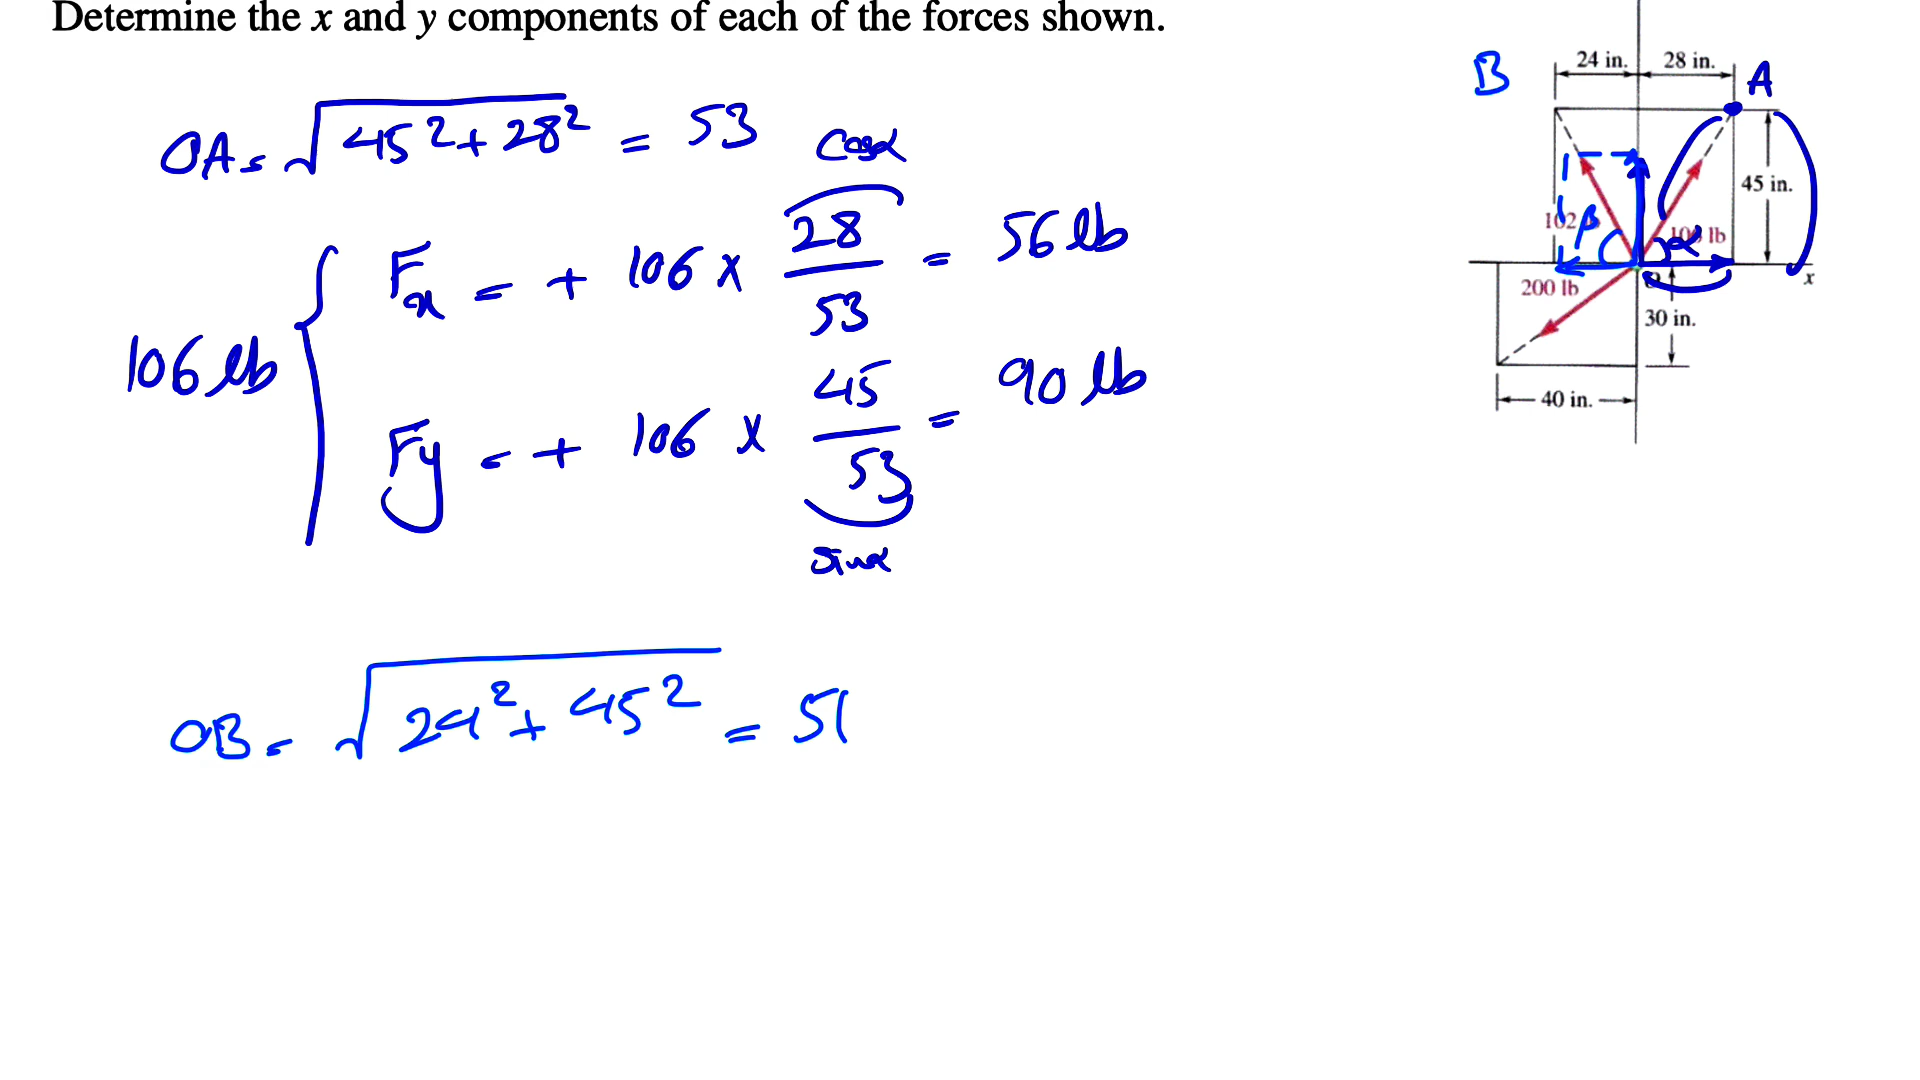 Determine the x and y components of each of the forces shown.
OA = √45² + 28² = 53
cosα
106 lb
Fx = + 106 x 28/53 = 56 lb
Fy = + 106 x 45/53 = 90 lb
sinα
OB = √24² + 45² = 51
B
24 in.
28 in.
A
45 in.
102
β
α
lb
200 lb
x
30 in.
40 in.